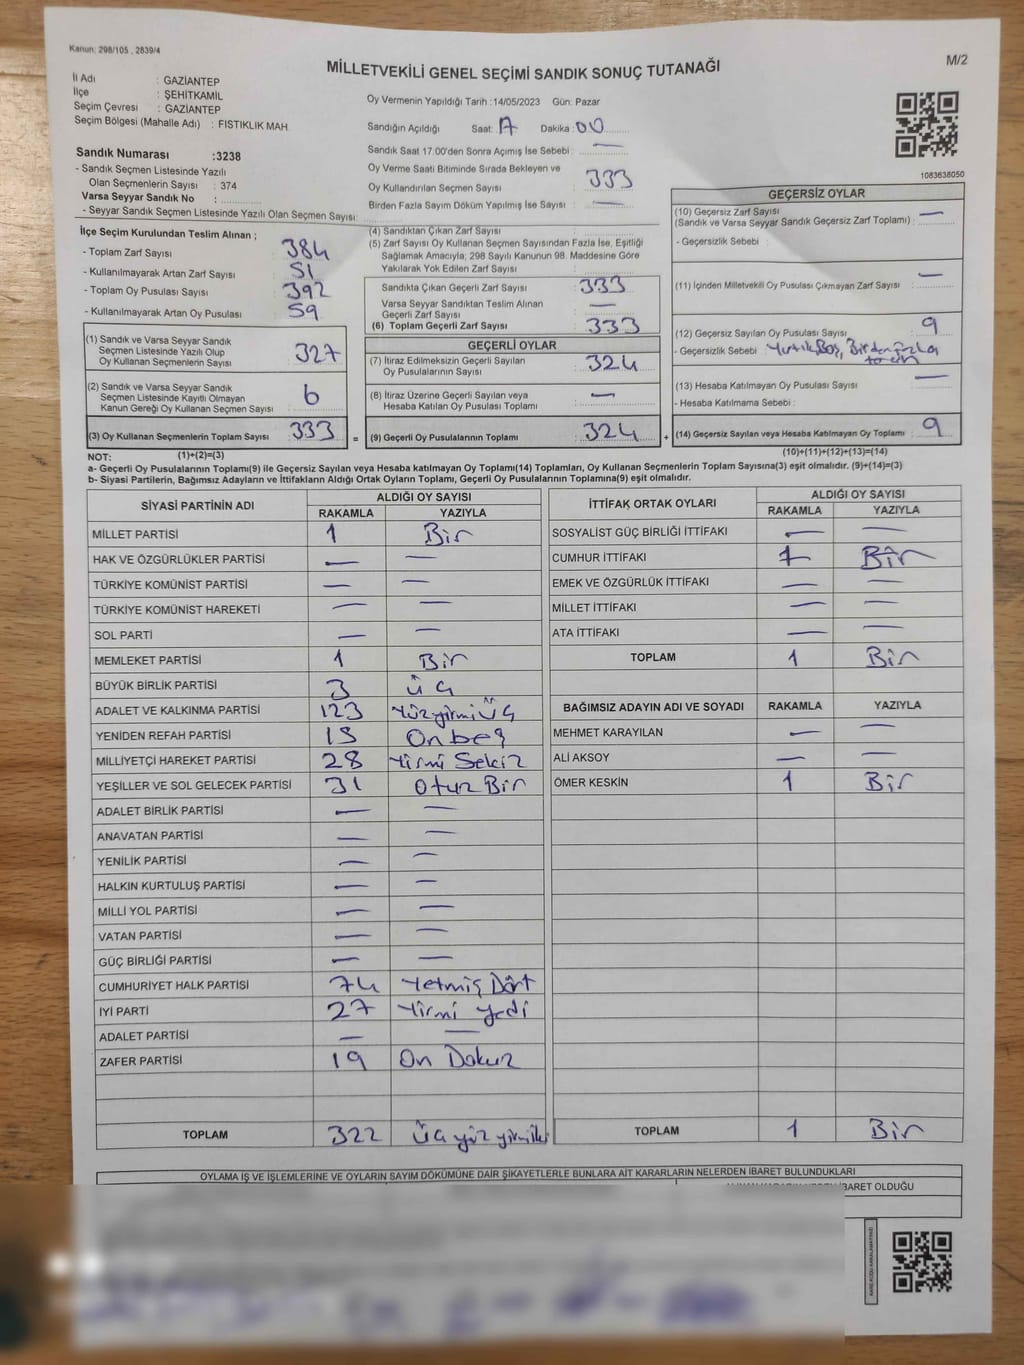 Kanun: 298/105 , 2839/4
M/2
MİLLETVEKİLİ GENEL SEÇİMİ SANDIK SONUÇ TUTANAĞI
İl Adı : GAZİANTEP
İlçe : ŞEHİTKAMİL
Seçim Çevresi : GAZİANTEP
Seçim Bölgesi (Mahalle Adı) : FISTIKLIK MAH.
Sandık Numarası :3238
- Sandık Seçmen Listesinde Yazılı
Olan Seçmenlerin Sayısı : 374
Varsa Seyyar Sandık No :
- Seyyar Sandık Seçmen Listesinde Yazılı Olan Seçmen Sayısı:
Oy Vermenin Yapıldığı Tarih :14/05/2023 Gün: Pazar
Sandığın Açıldığı Saat: 17 Dakika: 00
Sandık Saat 17:00'den Sonra Açımış İse Sebebi : —
Oy Verme Saati Bitiminde Sırada Bekleyen ve
Oy Kullandırılan Seçmen Sayısı : 333
Birden Fazla Sayım Döküm Yapılmış İse Sayısı : —
1083638050
İlçe Seçim Kurulundan Teslim Alınan ;
- Toplam Zarf Sayısı : 384
- Kullanılmayarak Artan Zarf Sayısı : 51
- Toplam Oy Pusulası Sayısı : 392
- Kullanılmayarak Artan Oy Pusulası : 59
(4) Sandıktan Çıkan Zarf Sayısı :
(5) Zarf Sayısı Oy Kullanan Seçmen Sayısından Fazla İse, Eşitliği
Sağlamak Amacıyla, 298 Sayılı Kanunun 98. Maddesine Göre
Yakılarak Yok Edilen Zarf Sayısı :
Sandıkta Çıkan Geçerli Zarf Sayısı : 333
Varsa Seyyar Sandıktan Teslim Alınan
Geçerli Zarf Sayısı : —
(6) Toplam Geçerli Zarf Sayısı : 333
GEÇERSİZ OYLAR
(10) Geçersiz Zarf Sayısı
(Sandık ve Varsa Seyyar Sandık Geçersiz Zarf Toplamı) : —
- Geçersizlik Sebebi :
(11) İçinden Milletvekili Oy Pusulası Çıkmayan Zarf Sayısı : —
(12) Geçersiz Sayılan Oy Pusulası Sayısı : 9
- Geçersizlik Sebebi : Yırtık, Boş, Birden fazla
(13) Hesaba Katılmayan Oy Pusulası Sayısı : —
- Hesaba Katılmama Sebebi :
(14) Geçersiz Sayılan veya Hesaba Katılmayan Oy Toplamı : 9
(10)+(11)+(12)+(13)=(14)
(1) Sandık ve Varsa Seyyar Sandık
Seçmen Listesinde Yazılı Olup
Oy Kullanan Seçmenlerin Sayısı : 327
(2) Sandık ve Varsa Seyyar Sandık
Seçmen Listesinde Kayıtlı Olmayan
Kanun Gereği Oy Kullanan Seçmen Sayısı : 6
(3) Oy Kullanan Seçmenlerin Toplam Sayısı : 333 =
(1)+(2)=(3)
GEÇERLİ OYLAR
(7) İtiraz Edilmeksizin Geçerli Sayılan
Oy Pusulalarının Sayısı : 324
(8) İtiraz Üzerine Geçerli Sayılan veya
Hesaba Katılan Oy Pusulası Toplamı : —
(9) Geçerli Oy Pusulalarının Toplamı : 324 +
NOT:
a- Geçerli Oy Pusulalarının Toplamı(9) ile Geçersiz Sayılan veya Hesaba katılmayan Oy Toplamı(14) Toplamları, Oy Kullanan Seçmenlerin Toplam Sayısına(3) eşit olmalıdır. (9)+(14)=(3)
b- Siyasi Partilerin, Bağımsız Adayların ve İttifakların Aldığı Ortak Oyların Toplamı, Geçerli Oy Pusulalarının Toplamına(9) eşit olmalıdır.
SİYASİ PARTİNİN ADI ALDIĞI OY SAYISI
RAKAMLA YAZIYLA
MİLLET PARTİSİ 1 Bir
HAK VE ÖZGÜRLÜKLER PARTİSİ — —
TÜRKİYE KOMÜNİST PARTİSİ — —
TÜRKİYE KOMÜNİST HAREKETİ — —
SOL PARTİ — —
MEMLEKET PARTİSİ 1 Bir
BÜYÜK BİRLİK PARTİSİ 3 Üç
ADALET VE KALKINMA PARTİSİ 123 Yüzyirmi Üç
YENİDEN REFAH PARTİSİ 15 On beş
MİLLİYETÇİ HAREKET PARTİSİ 28 Yirmi Sekiz
YEŞİLLER VE SOL GELECEK PARTİSİ 31 Otuz Bir
ADALET BİRLİK PARTİSİ — —
ANAVATAN PARTİSİ — —
YENİLİK PARTİSİ — —
HALKIN KURTULUŞ PARTİSİ — —
MİLLİ YOL PARTİSİ — —
VATAN PARTİSİ — —
GÜÇ BİRLİĞİ PARTİSİ — —
CUMHURİYET HALK PARTİSİ 74 Yetmiş Dört
İYİ PARTİ 27 Yirmi yedi
ADALET PARTİSİ — —
ZAFER PARTİSİ 19 On Dokuz
TOPLAM 322 Üç yüz yirmi iki
İTTİFAK ORTAK OYLARI ALDIĞI OY SAYISI
RAKAMLA YAZIYLA
SOSYALİST GÜÇ BİRLİĞİ İTTİFAKI — —
CUMHUR İTTİFAKI 1 Bir
EMEK VE ÖZGÜRLÜK İTTİFAKI — —
MİLLET İTTİFAKI — —
ATA İTTİFAKI — —
TOPLAM 1 Bir
BAĞIMSIZ ADAYIN ADI VE SOYADI RAKAMLA YAZIYLA
MEHMET KARAYILAN — —
ALİ AKSOY — —
ÖMER KESKİN 1 Bir
TOPLAM 1 Bir
OYLAMA İŞ VE İŞLEMLERİNE VE OYLARIN SAYIM DÖKÜMÜNE DAİR ŞİKAYETLERLE BUNLARA AİT KARARLARIN NELERDEN İBARET BULUNDUKLARI
İBARET OLDUĞU